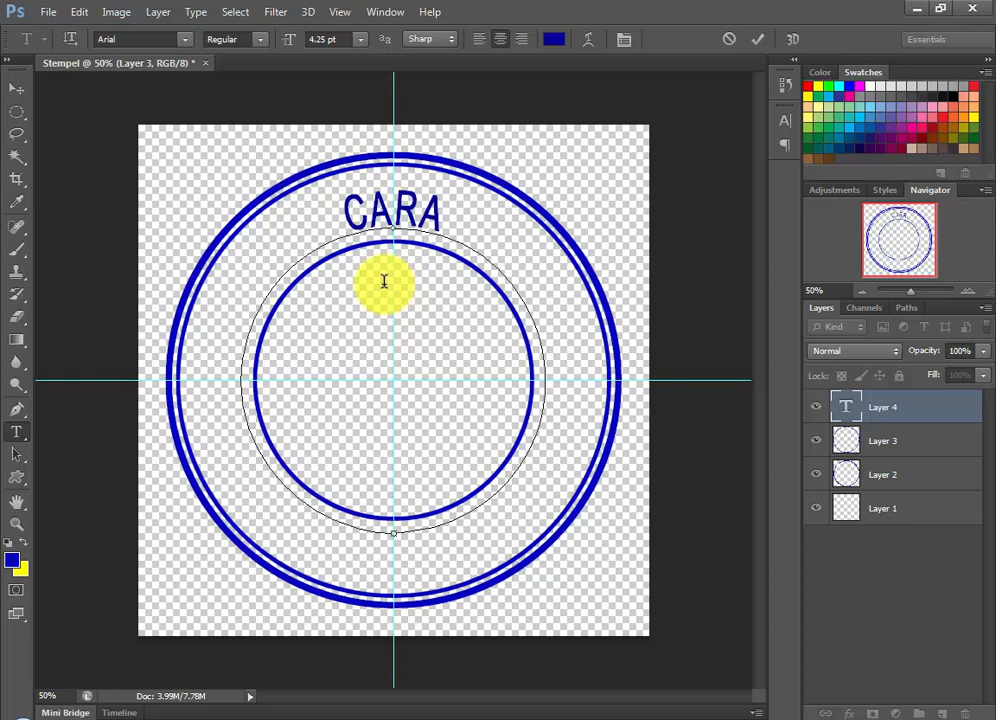 Ps File Edit Image Layer Type Select Filter 3D View Window Help
T Arial Regular 4.25 pt aa Sharp 3D Essentials
Stempel @ 50% (Layer 3, RGB/8) * ×
Color Swatches
CARA
Adjustments Styles Navigator
50%
Layers Channels Paths
Kind
Normal Opacity: 100%
Lock: Fill: 100%
T Layer 4
Layer 3
Layer 2
Layer 1
50% Doc: 3.99M/7.78M
Mini Bridge Timeline